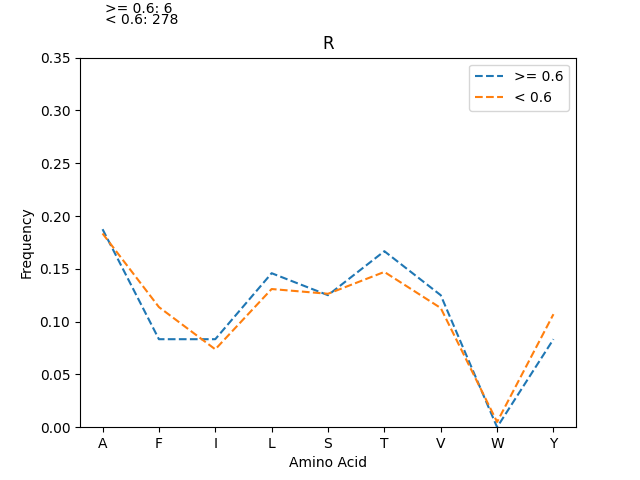 >= 0.6: 6
< 0.6: 278
R
0.35
0.30
0.25
0.20
0.15
0.10
0.05
0.00
Frequency
>= 0.6
< 0.6
A F I L S T V W Y
Amino Acid